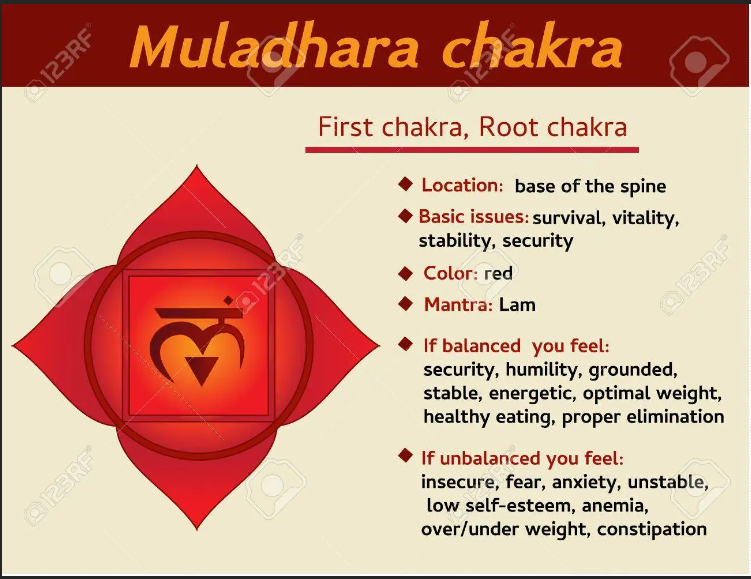 Muladhara chakra
First chakra, Root chakra
Location: base of the spine
Basic issues: survival, vitality,
stability, security
Color: red
Mantra: Lam
If balanced you feel:
security, humility, grounded,
stable, energetic, optimal weight,
healthy eating, proper elimination
If unbalanced you feel:
insecure, fear, anxiety, unstable,
low self-esteem, anemia,
over/under weight, constipation
लं
123RF
123RF
123RF
123RF
123RF
123RF
123RF
123RF
123RF